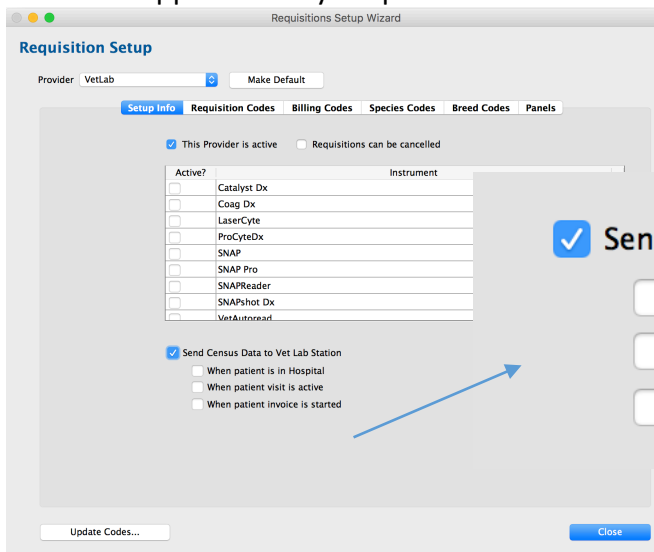 Requisitions Setup Wizard
Requisition Setup
Provider VetLab Make Default
Setup Info Requisition Codes Billing Codes Species Codes Breed Codes Panels
This Provider is active Requisitions can be cancelled
Active? Instrument
Catalyst Dx
Coag Dx
LaserCyte
ProCyteDx
SNAP
SNAP Pro
SNAPReader
SNAPshot Dx
VetAutoread
Sen
Send Census Data to Vet Lab Station
When patient is in Hospital
When patient visit is active
When patient invoice is started
Update Codes... Close